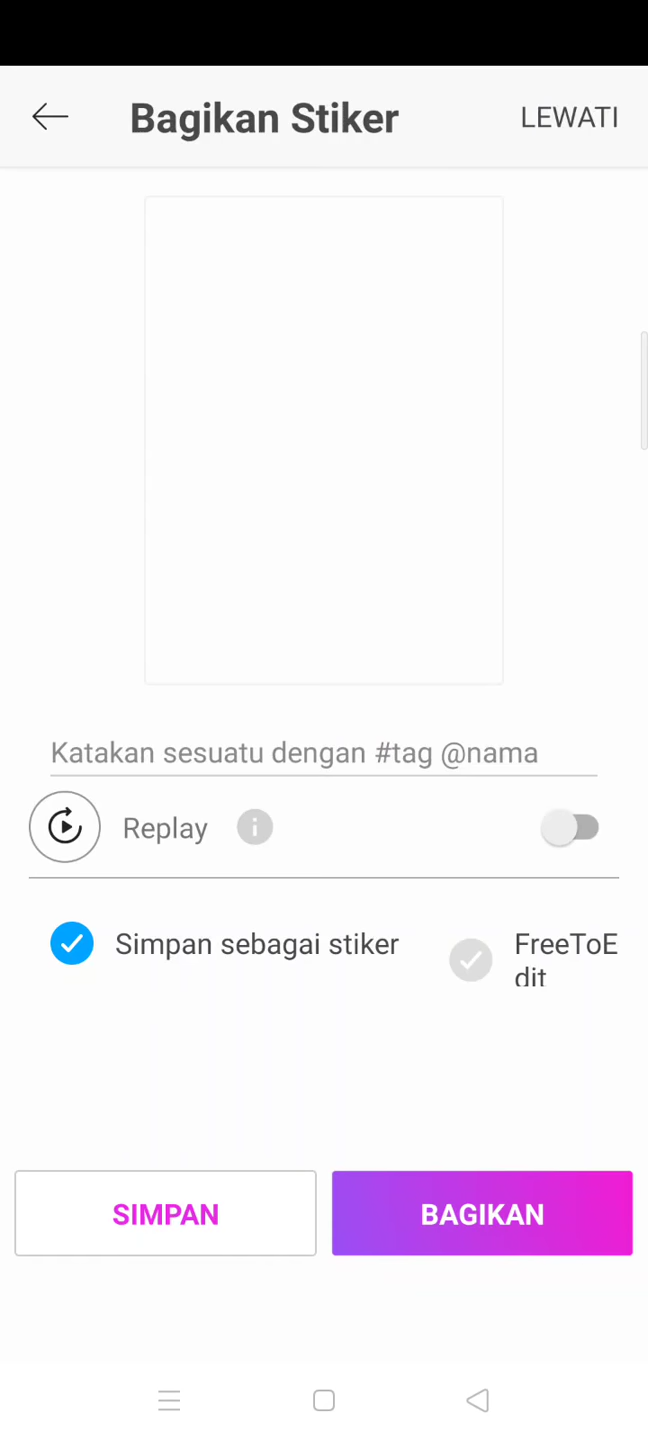 Bagikan Stiker LEWATI
Katakan sesuatu dengan #tag @nama
Replay
Simpan sebagai stiker
FreeToE
dit
SIMPAN BAGIKAN